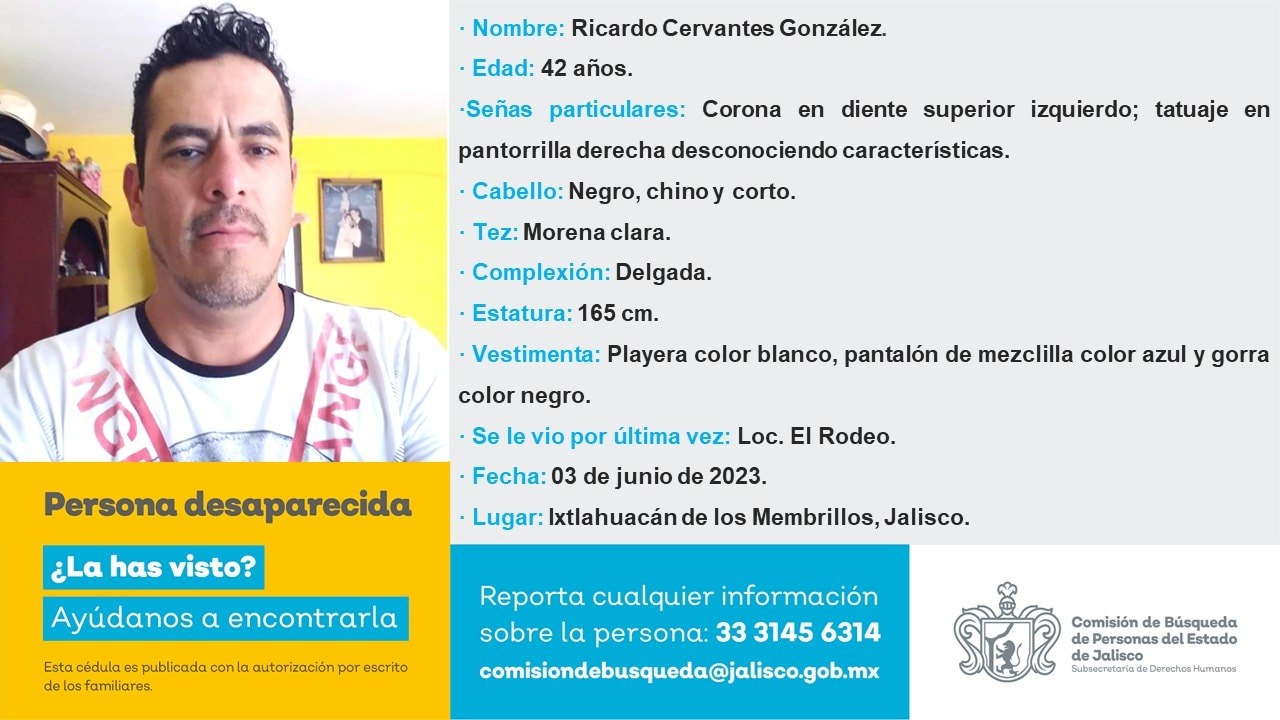 · Nombre: Ricardo Cervantes González.
· Edad: 42 años.
·Señas particulares: Corona en diente superior izquierdo; tatuaje en
pantorrilla derecha desconociendo características.
· Cabello: Negro, chino y corto.
· Tez: Morena clara.
· Complexión: Delgada.
· Estatura: 165 cm.
· Vestimenta: Playera color blanco, pantalón de mezclilla color azul y gorra
color negro.
· Se le vio por última vez: Loc. El Rodeo.
· Fecha: 03 de junio de 2023.
· Lugar: Ixtlahuacán de los Membrillos, Jalisco.
Persona desaparecida
¿La has visto?
Ayúdanos a encontrarla
Esta cédula es publicada con la autorización por escrito
de los familiares.
Reporta cualquier información
sobre la persona: 33 3145 6314
comisiondebusqueda@jalisco.gob.mx
Comisión de Búsqueda
de Personas del Estado
de Jalisco
Subsecretaría de Derechos Humanos